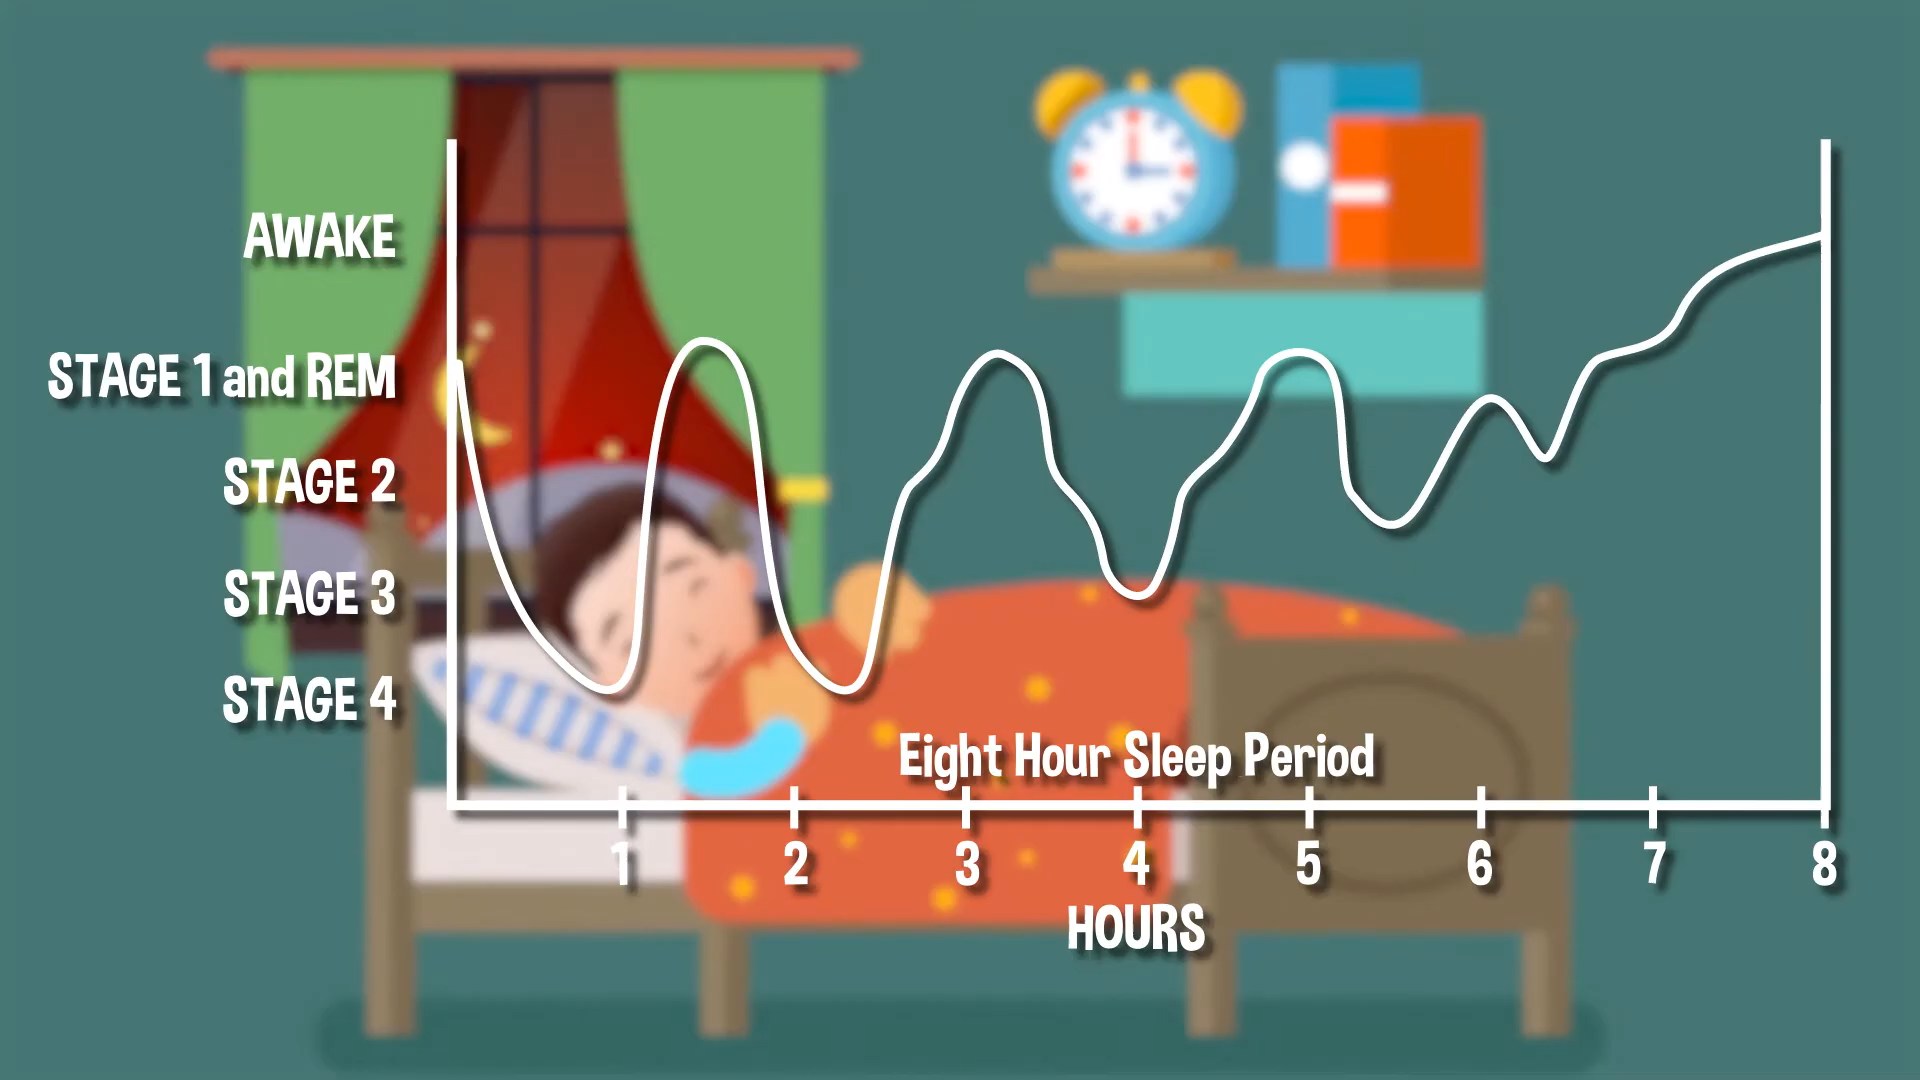 AWAKE
STAGE 1 and REM
STAGE 2
STAGE 3
STAGE 4
Eight Hour Sleep Period
1 2 3 4 5 6 7 8
HOURS